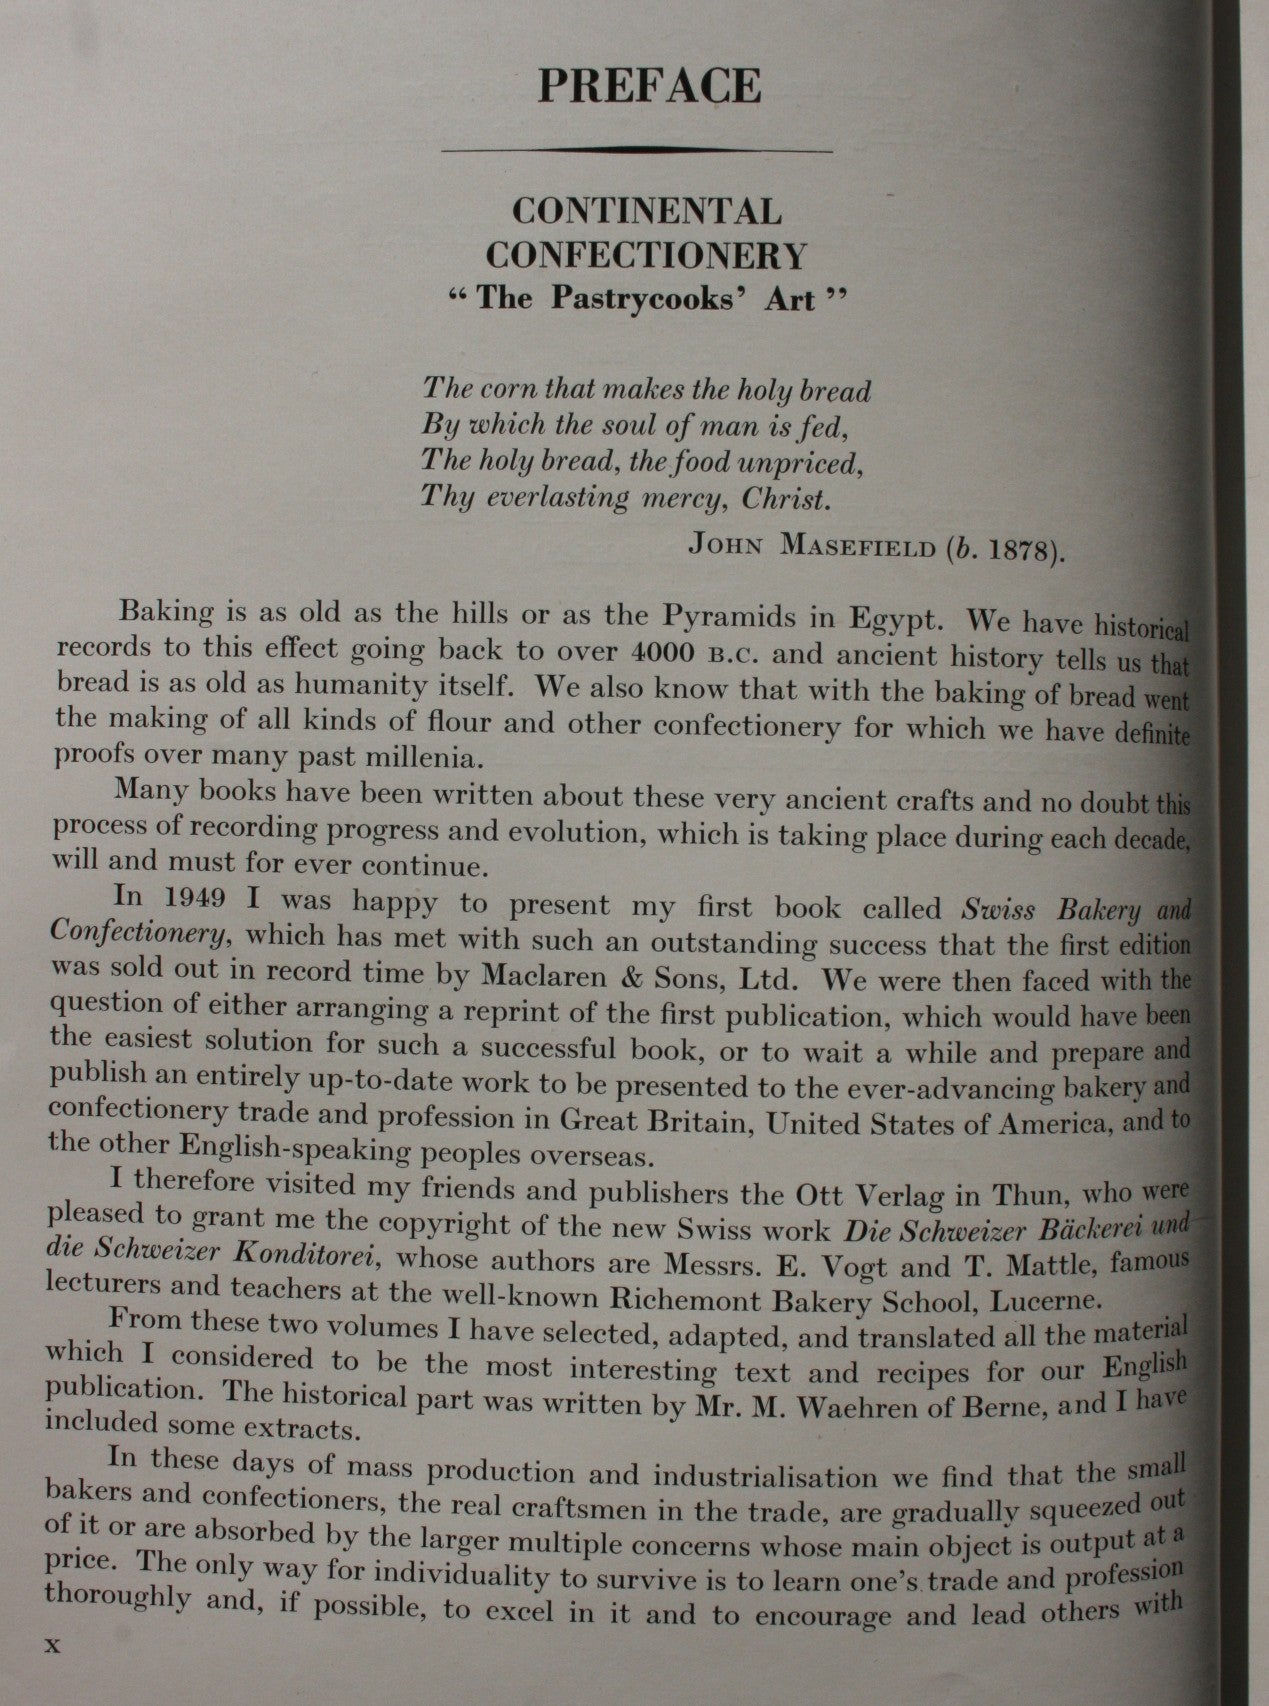 PREFACE
CONTINENTAL
CONFECTIONERY
“ The Pastrycooks’ Art ”
The corn that makes the holy bread
By which the soul of man is fed,
The holy bread, the food unpriced,
Thy everlasting mercy, Christ.
JOHN MASEFIELD (b. 1878).
Baking is as old as the hills or as the Pyramids in Egypt. We have historical
records to this effect going back to over 4000 B.C. and ancient history tells us that
bread is as old as humanity itself. We also know that with the baking of bread went
the making of all kinds of flour and other confectionery for which we have definite
proofs over many past millenia.
Many books have been written about these very ancient crafts and no doubt this
process of recording progress and evolution, which is taking place during each decade,
will and must for ever continue.
In 1949 I was happy to present my first book called Swiss Bakery and
Confectionery, which has met with such an outstanding success that the first edition
was sold out in record time by Maclaren & Sons, Ltd. We were then faced with the
question of either arranging a reprint of the first publication, which would have been
the easiest solution for such a successful book, or to wait a while and prepare and
publish an entirely up-to-date work to be presented to the ever-advancing bakery and
confectionery trade and profession in Great Britain, United States of America, and to
the other English-speaking peoples overseas.
I therefore visited my friends and publishers the Ott Verlag in Thun, who were
pleased to grant me the copyright of the new Swiss work Die Schweizer Bäckerei und
die Schweizer Konditorei, whose authors are Messrs. E. Vogt and T. Mattle, famous
lecturers and teachers at the well-known Richemont Bakery School, Lucerne.
From these two volumes I have selected, adapted, and translated all the material
which I considered to be the most interesting text and recipes for our English
publication. The historical part was written by Mr. M. Waehren of Berne, and I have
included some extracts.
In these days of mass production and industrialisation we find that the small
bakers and confectioners, the real craftsmen in the trade, are gradually squeezed out
of it or are absorbed by the larger multiple concerns whose main object is output at a
price. The only way for individuality to survive is to learn one’s trade and profession
thoroughly and, if possible, to excel in it and to encourage and lead others with
x